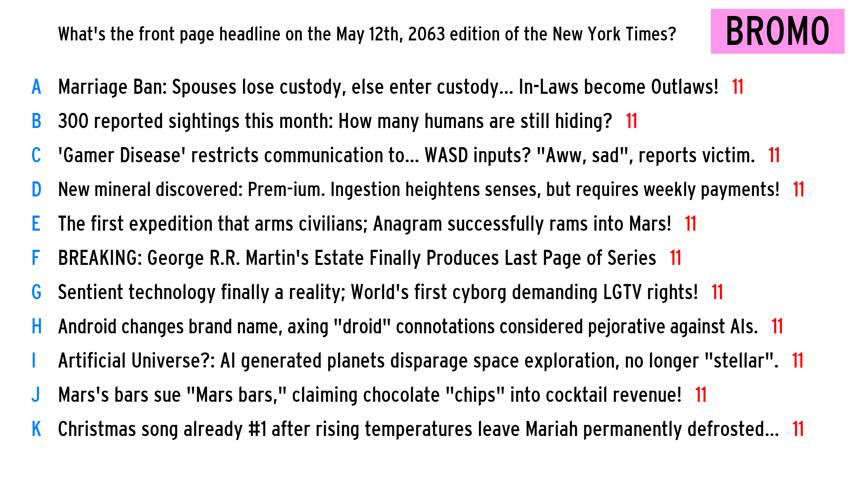 What's the front page headline on the May 12th, 2063 edition of the New York Times?
BROMO
A Marriage Ban: Spouses lose custody, else enter custody... In-Laws become Outlaws! 11
B 300 reported sightings this month: How many humans are still hiding? 11
C 'Gamer Disease' restricts communication to... WASD inputs? "Aww, sad", reports victim. 11
D New mineral discovered: Prem-ium. Ingestion heightens senses, but requires weekly payments! 11
E The first expedition that arms civilians; Anagram successfully rams into Mars! 11
F BREAKING: George R.R. Martin's Estate Finally Produces Last Page of Series 11
G Sentient technology finally a reality; World's first cyborg demanding LGTV rights! 11
H Android changes brand name, axing "droid" connotations considered pejorative against AIs. 11
I Artificial Universe?: AI generated planets disparage space exploration, no longer "stellar". 11
J Mars's bars sue "Mars bars," claiming chocolate "chips" into cocktail revenue! 11
K Christmas song already #1 after rising temperatures leave Mariah permanently defrosted... 11